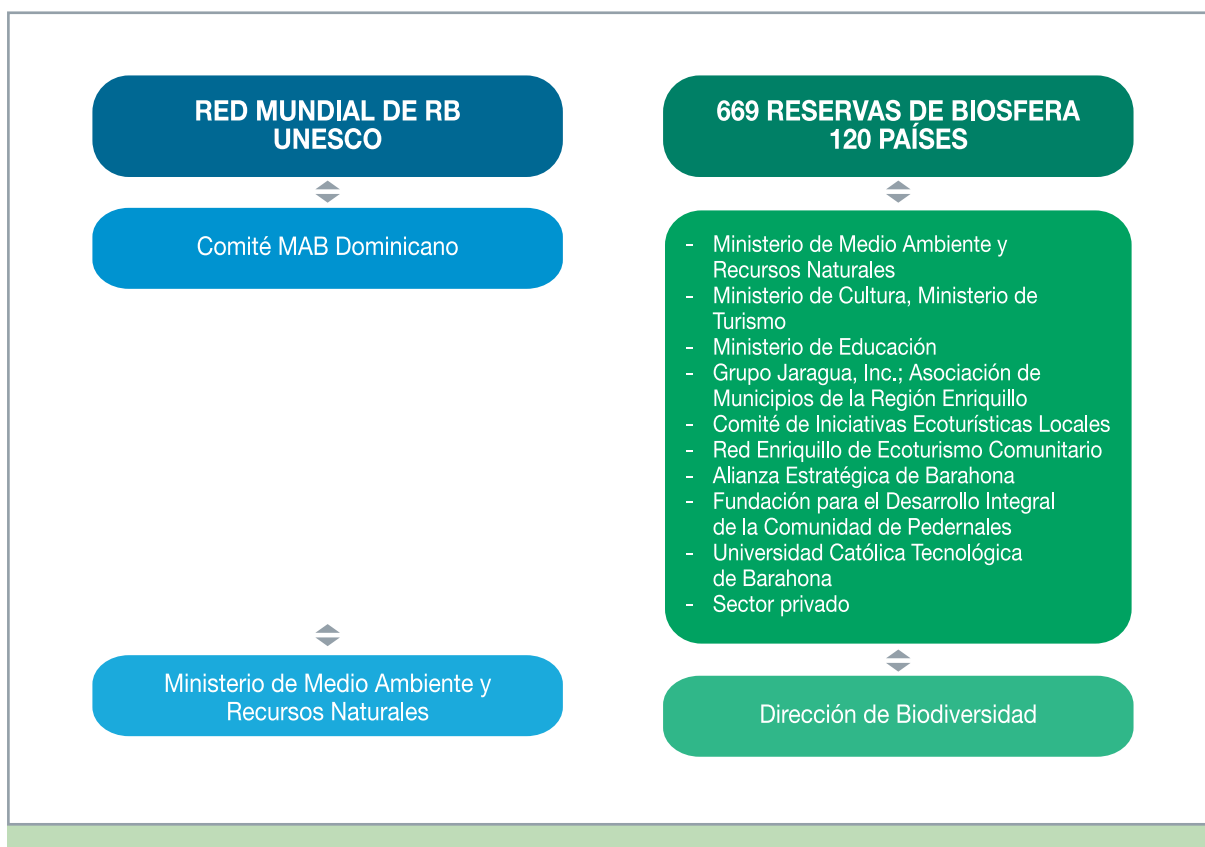 RED MUNDIAL DE RB
UNESCO
Comité MAB Dominicano
Ministerio de Medio Ambiente y
Recursos Naturales
669 RESERVAS DE BIOSFERA
120 PAÍSES
- Ministerio de Medio Ambiente y
Recursos Naturales
- Ministerio de Cultura, Ministerio de
Turismo
- Ministerio de Educación
- Grupo Jaragua, Inc.; Asociación de
Municipios de la Región Enriquillo
- Comité de Iniciativas Ecoturísticas Locales
- Red Enriquillo de Ecoturismo Comunitario
- Alianza Estratégica de Barahona
- Fundación para el Desarrollo Integral
de la Comunidad de Pedernales
- Universidad Católica Tecnológica
de Barahona
- Sector privado
Dirección de Biodiversidad